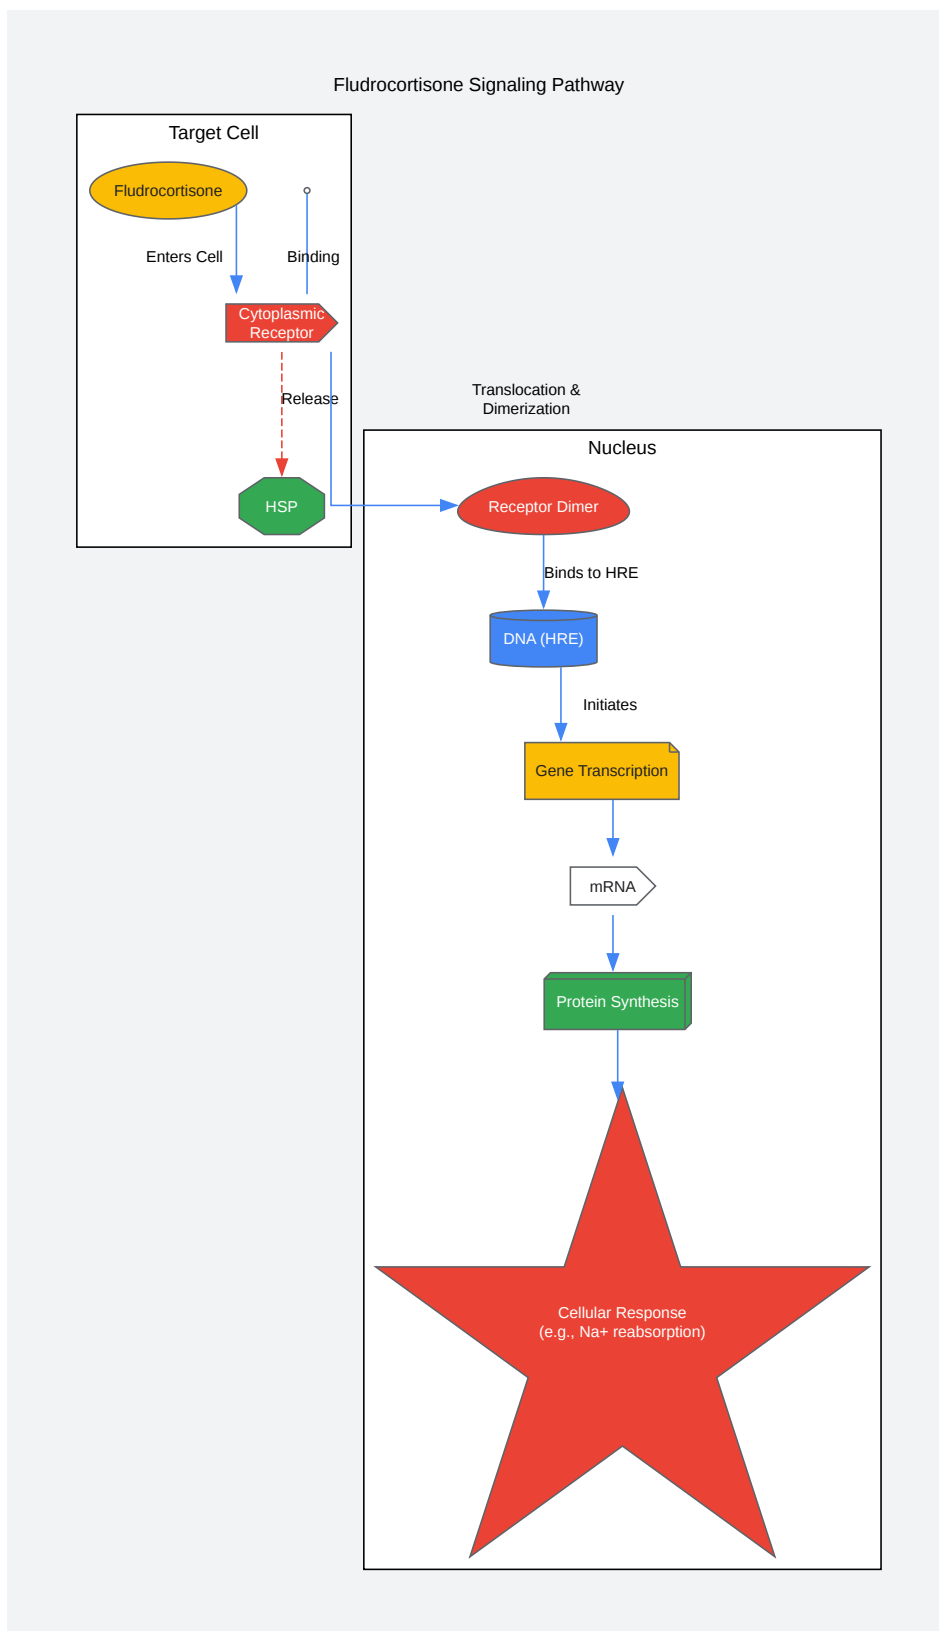 Fludrocortisone Signaling Pathway
Target Cell
Fludrocortisone
Enters Cell
Binding
Cytoplasmic
Receptor
Release
HSP
Translocation &
Dimerization
Nucleus
Receptor Dimer
Binds to HRE
DNA (HRE)
Initiates
Gene Transcription
mRNA
Protein Synthesis
Cellular Response
(e.g., Na+ reabsorption)